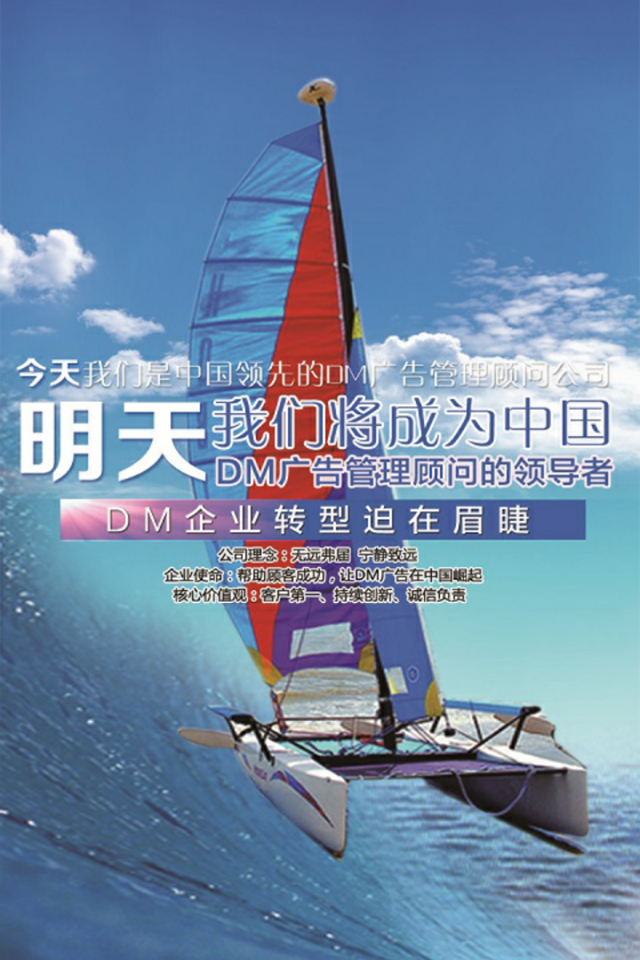 今天我们是中国领先的DM广告管理顾问公司
明天我们将成为中国
DM广告管理顾问的领导者
DM企业转型迫在眉睫
公司理念：无远弗届 宁静致远
企业使命：帮助顾客成功，让DM广告在中国崛起
核心价值观：客户第一、持续创新、诚信负责